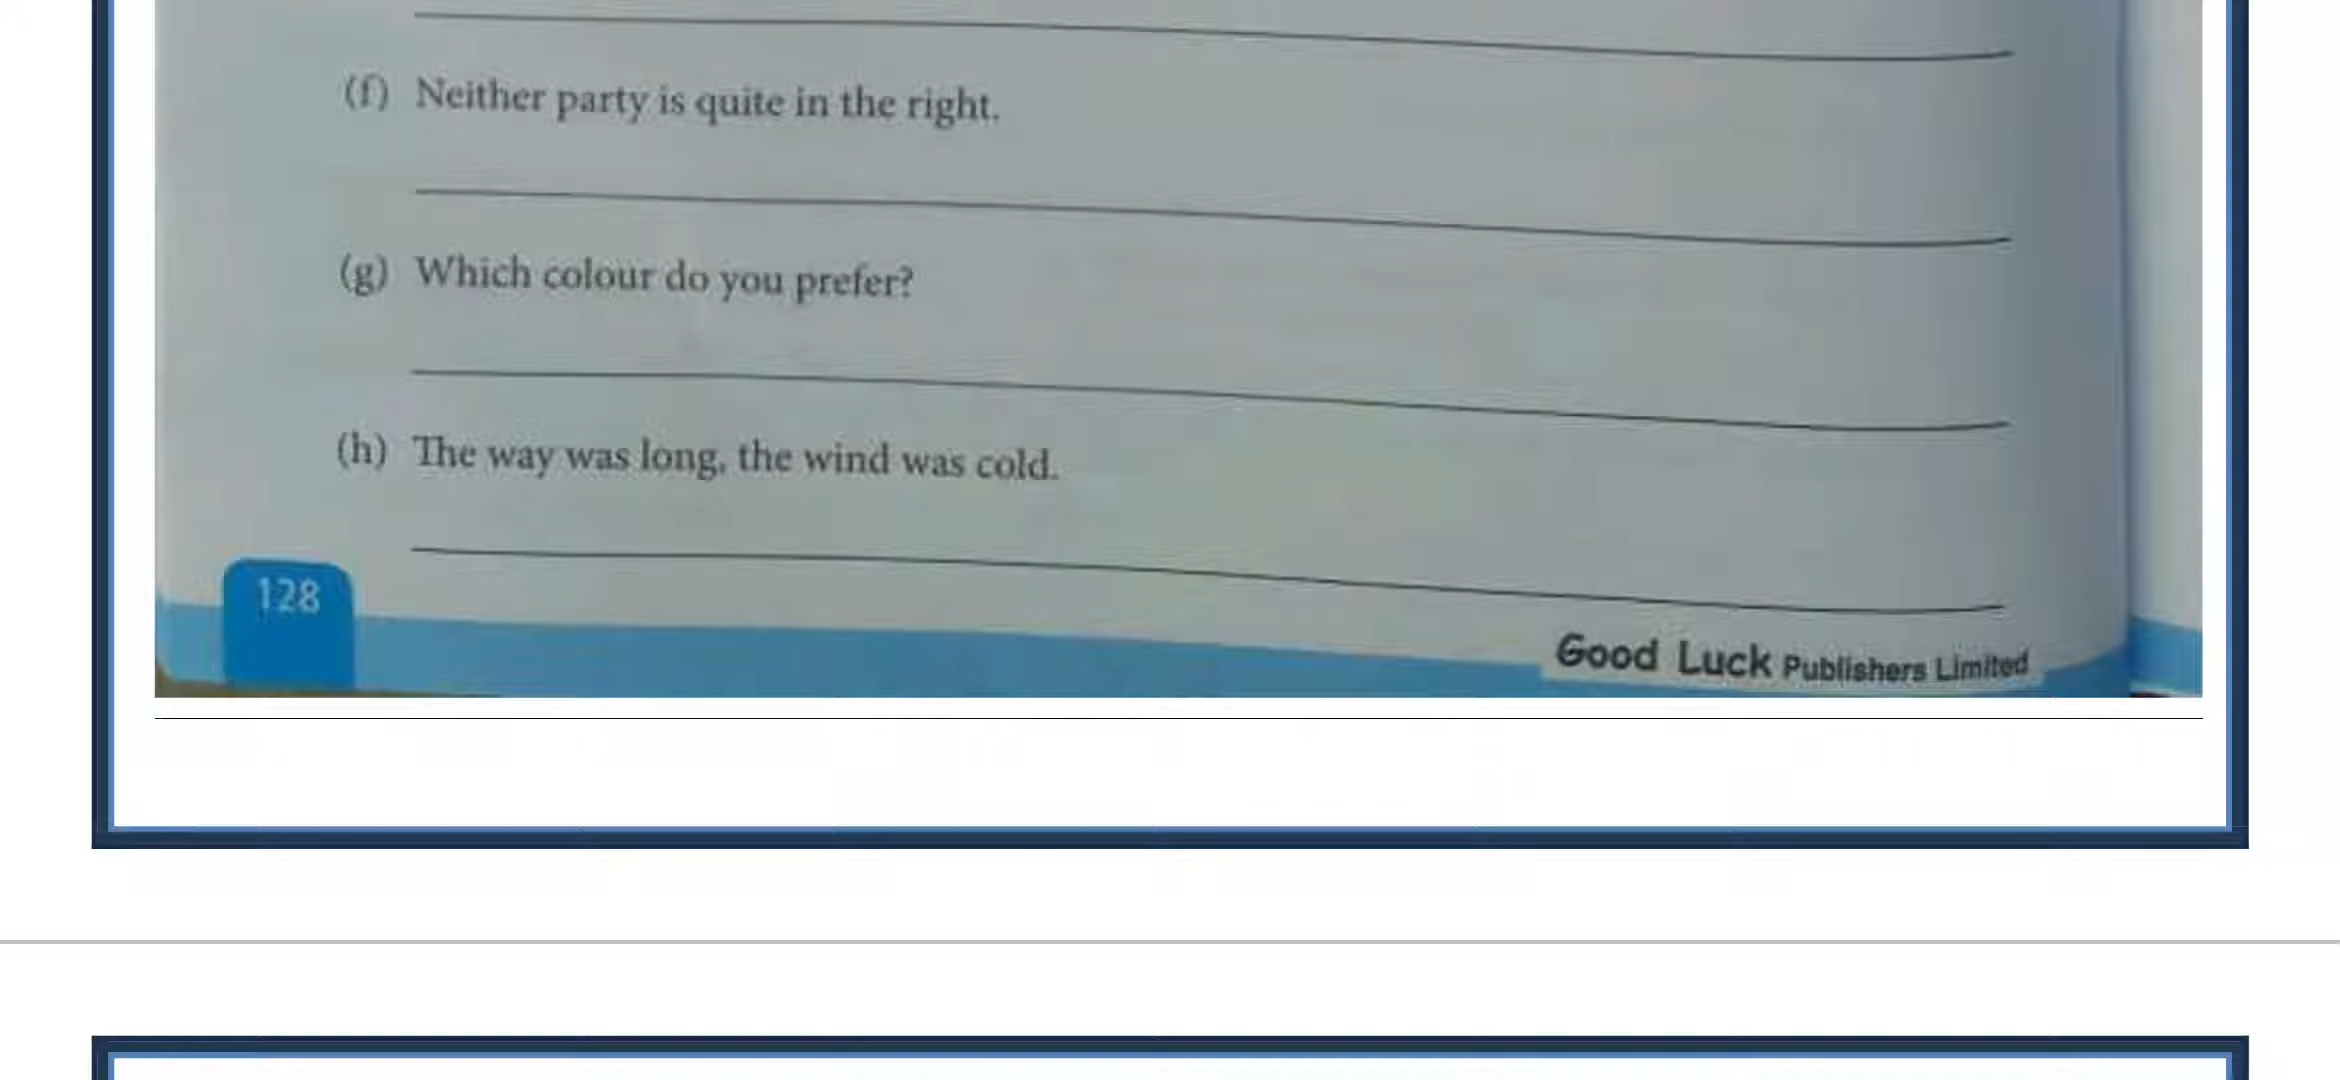 (f) Neither party is quite in the right.
(g) Which colour do you prefer?
(h) The way was long, the wind was cold.
128
Good Luck Publishers Limited